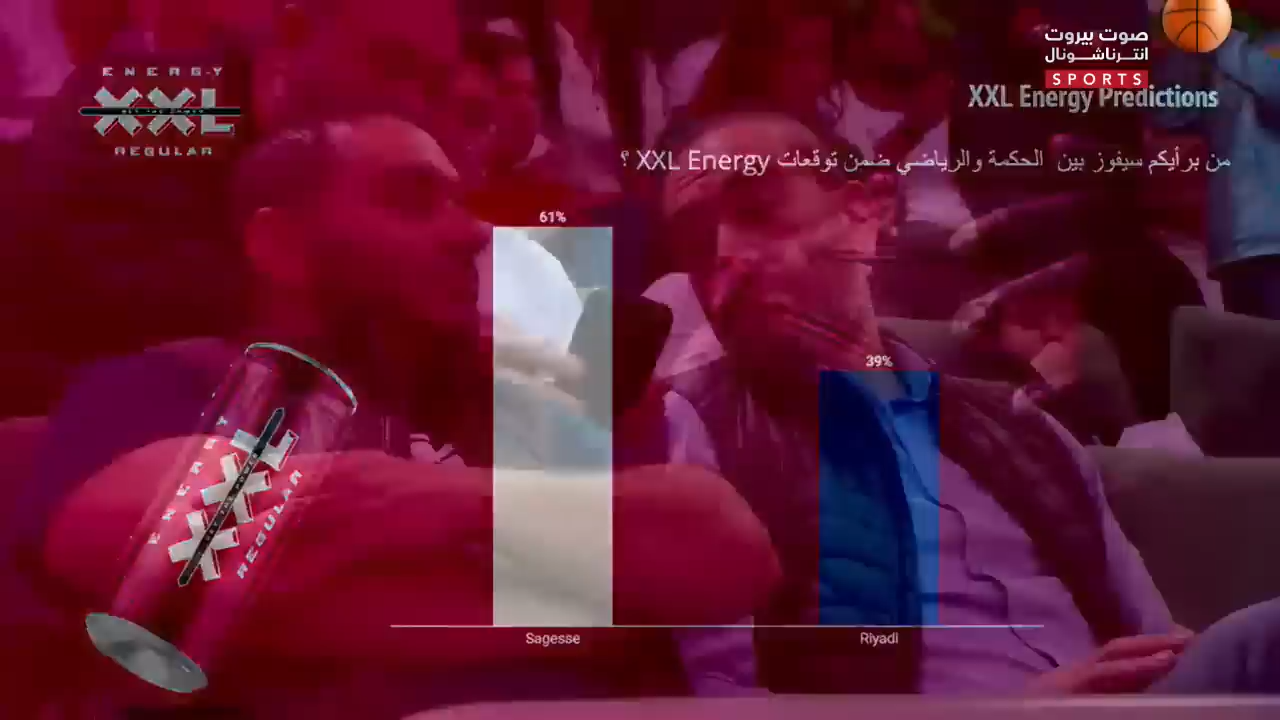 صوت بيروت
انترناشونال
SPORTS
XXL Energy Predictions
ENERGY
XXL
REGULAR
من برأيكم سيفوز بين الحكمة والرياضي ضمن توقعات XXL Energy ؟
61%
39%
ENERGY
XXL
REGULAR
Sagesse
Riyadi